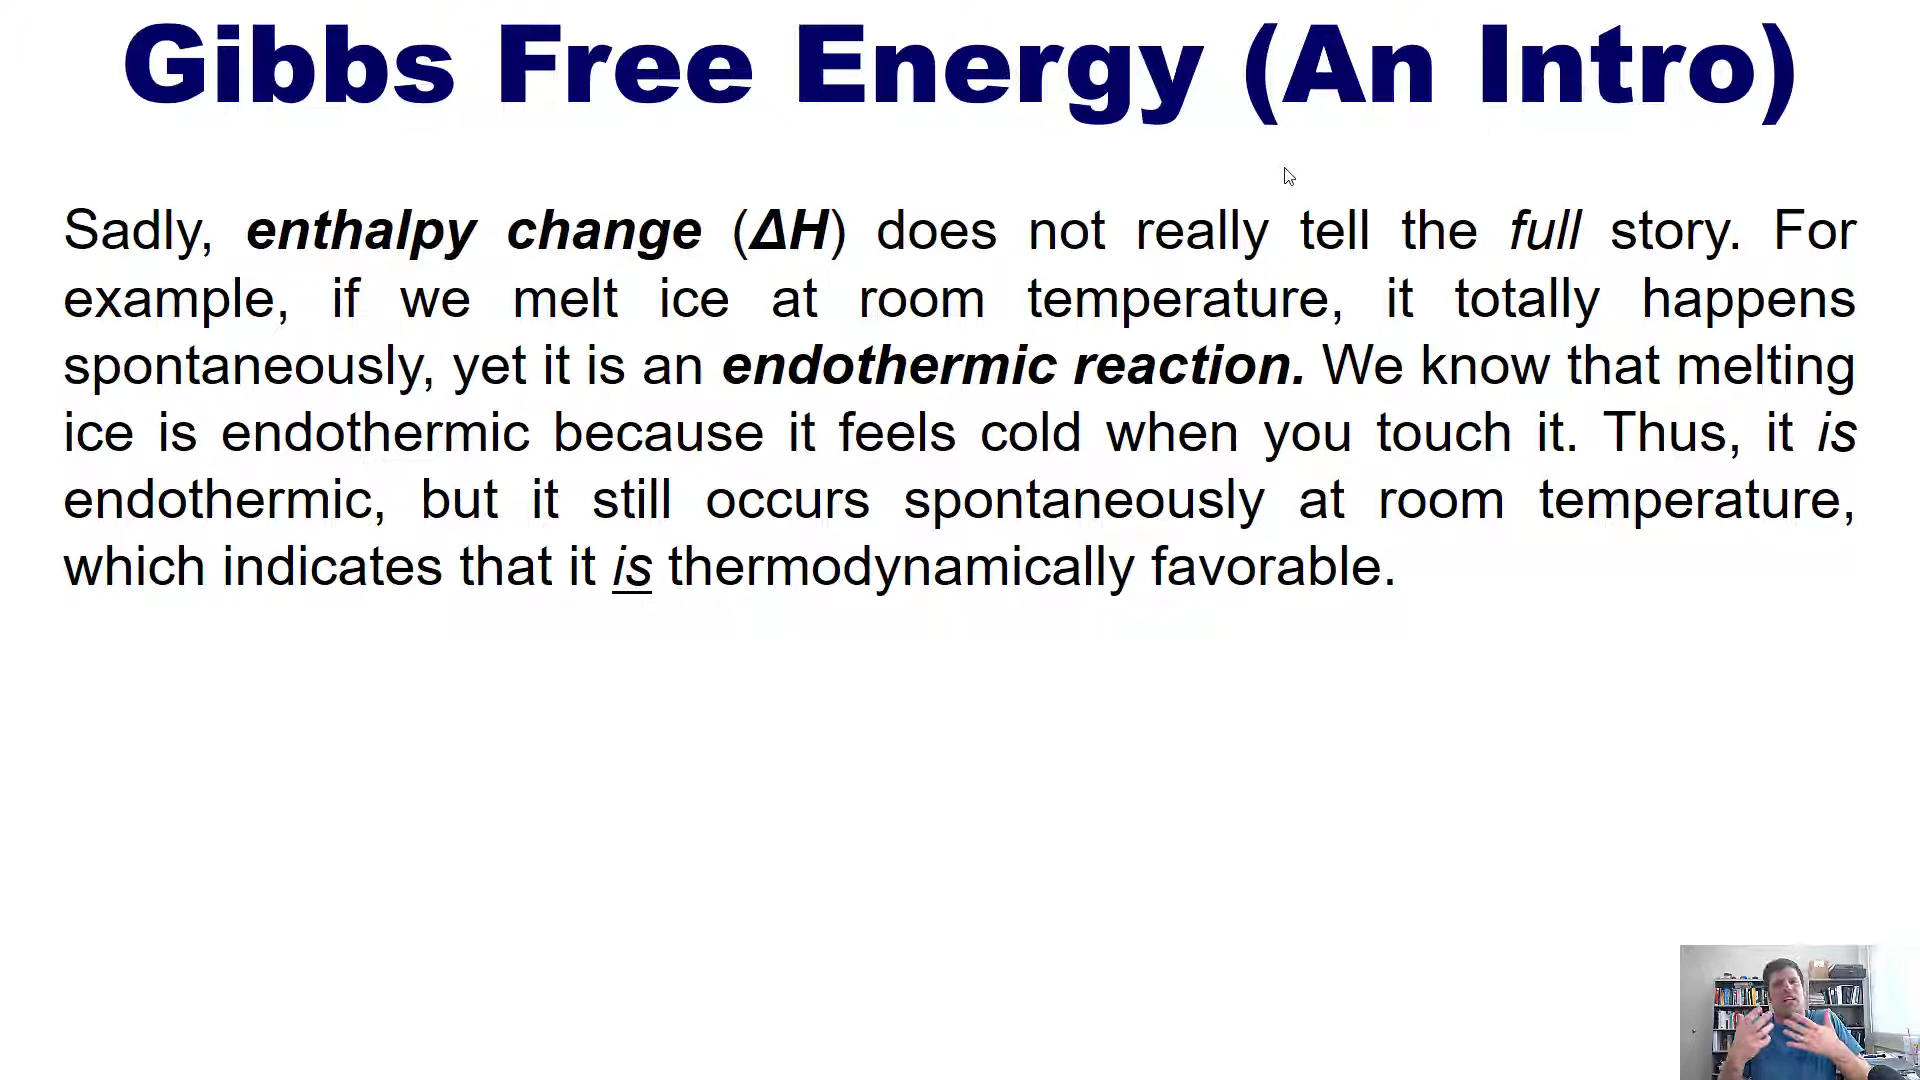 Gibbs Free Energy (An Intro)
Sadly, enthalpy change (ΔH) does not really tell the full story. For
example, if we melt ice at room temperature, it totally happens
spontaneously, yet it is an endothermic reaction. We know that melting
ice is endothermic because it feels cold when you touch it. Thus, it is
endothermic, but it still occurs spontaneously at room temperature,
which indicates that it is thermodynamically favorable.